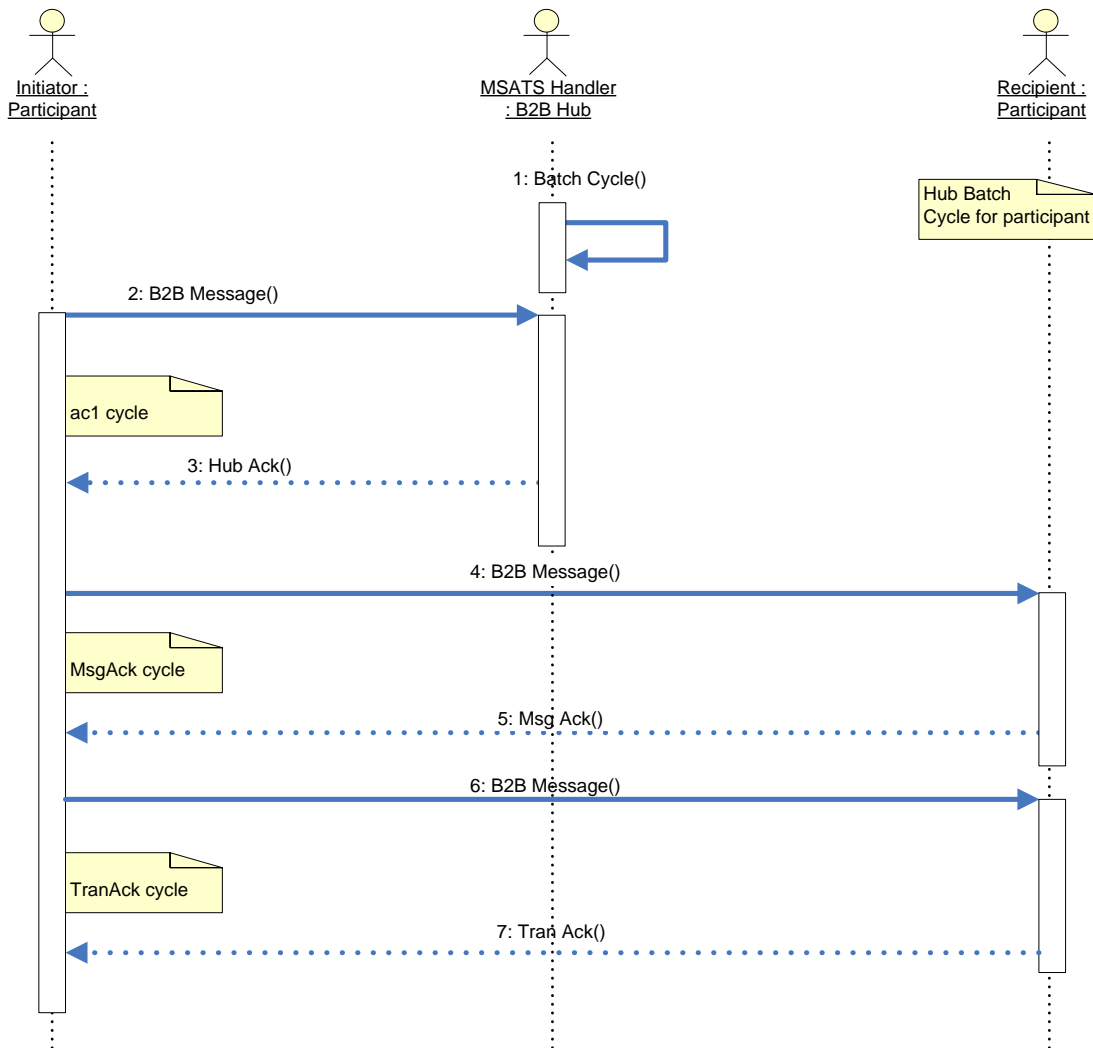 Initiator :
Participant
MSATS Handler
: B2B Hub
Recipient :
Participant
1: Batch Cycle()
Hub Batch
Cycle for participant
2: B2B Message()
ac1 cycle
3: Hub Ack()
4: B2B Message()
MsgAck cycle
5: Msg Ack()
6: B2B Message()
TranAck cycle
7: Tran Ack()